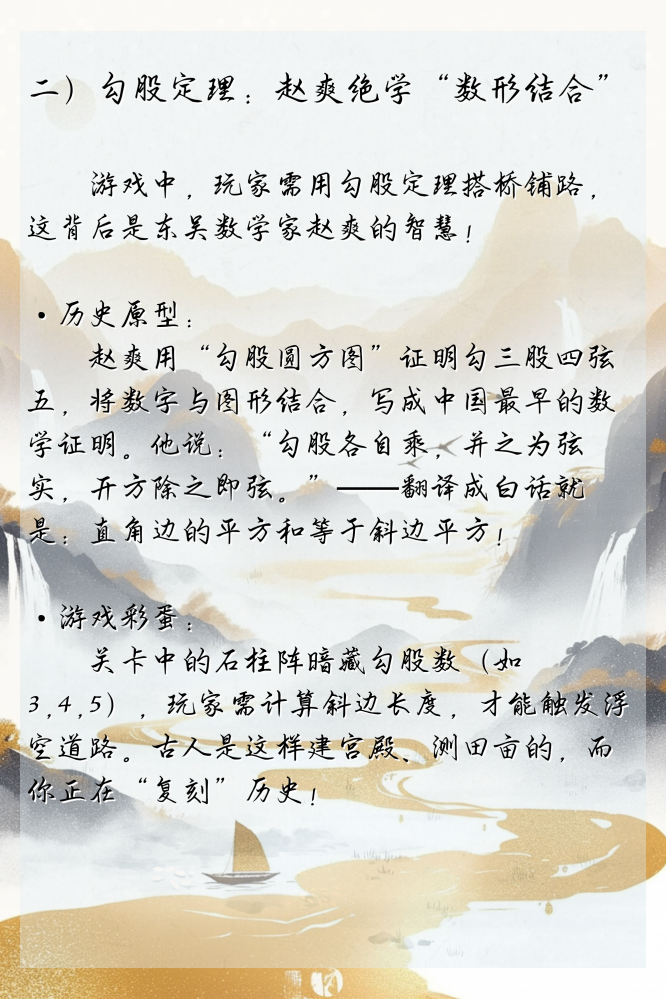 二）勾股定理：赵爽绝学“数形结合”
游戏中，玩家需用勾股定理搭桥铺路，
这背后是东吴数学家赵爽的智慧！
·历史原型：
赵爽用“勾股圆方图”证明勾三股四弦
五，将数字与图形结合，写成中国最早的数
学证明。他说：“勾股各自乘，并之为弦
实，开方除之即弦。”——翻译成白话就
是：直角边的平方和等于斜边平方！
·游戏彩蛋：
关卡中的石柱阵暗藏勾股数（如
3,4,5），玩家需计算斜边长度，才能触发浮
空道路。古人是这样建宫殿、测田亩的，而
你正在“复刻”历史！